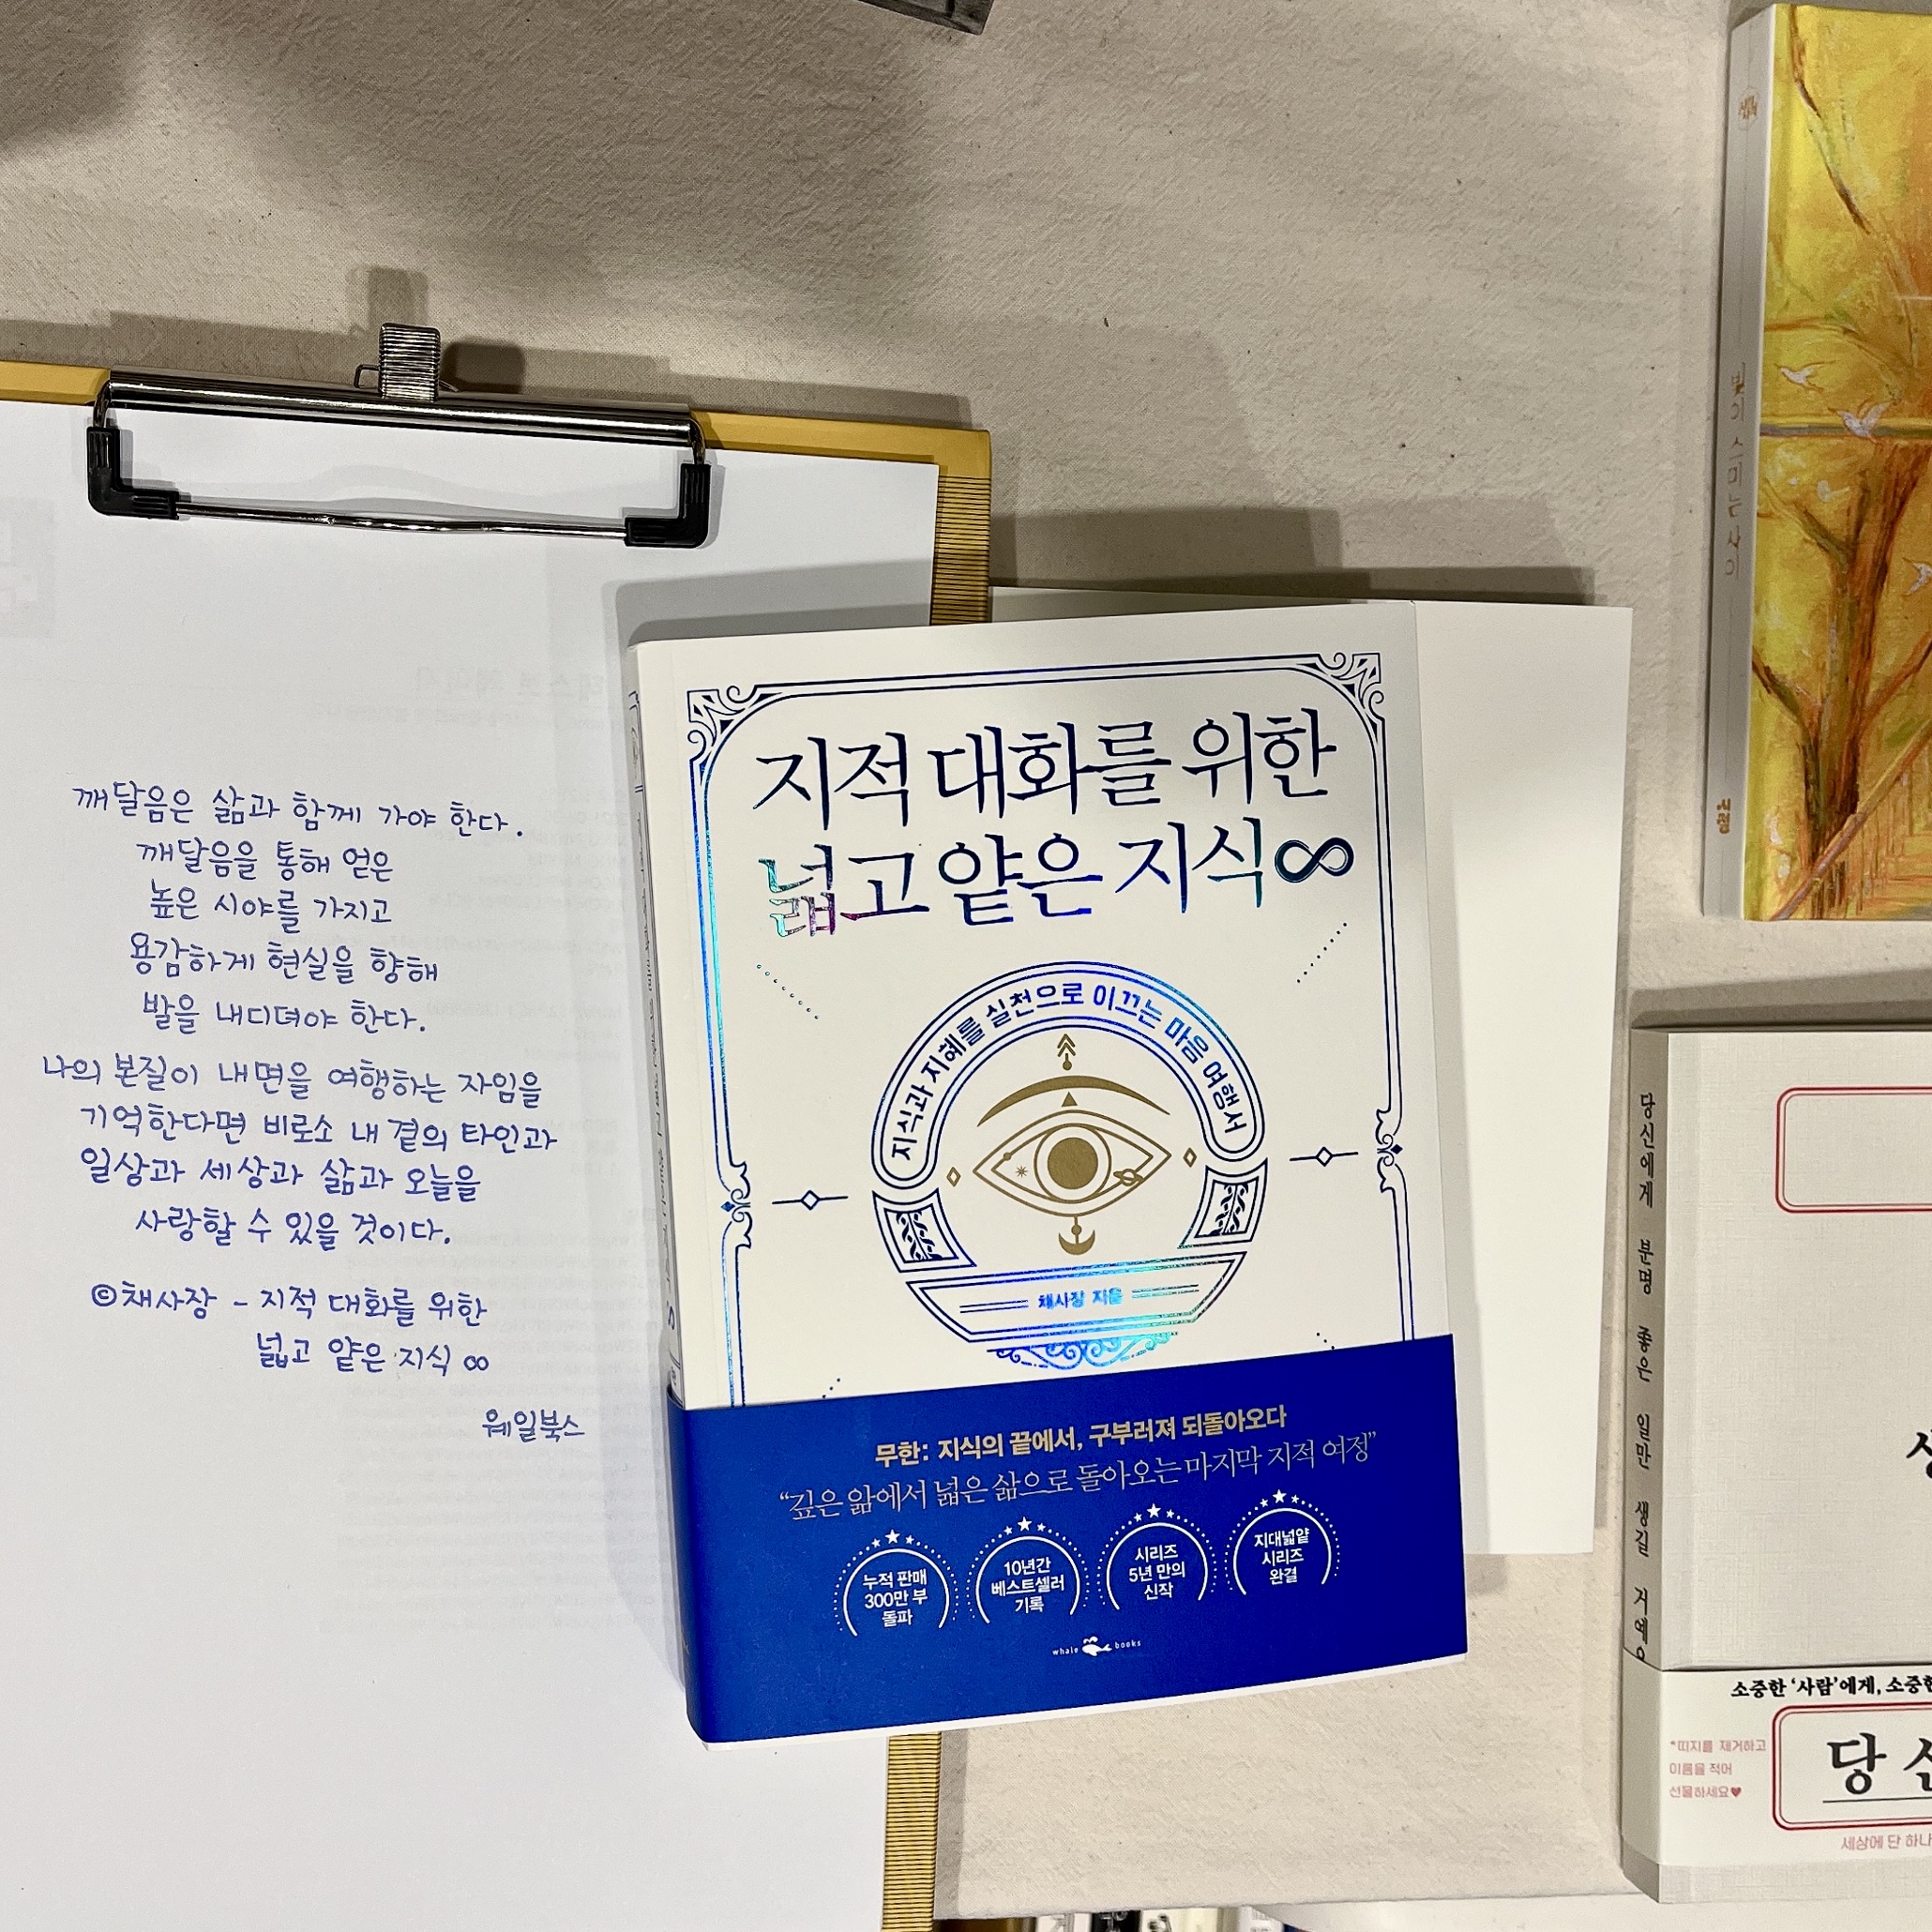 깨달음은 삶과 함께 가야 한다.
깨달음을 통해 얻은
높은 시야를 가지고
용감하게 현실을 향해
발을 내디뎌야 한다.
나의 본질이 내면을 여행하는 자임을
기억한다면 비로소 내 곁의 타인과
일상과 세상과 삶과 오늘을
사랑할 수 있을 것이다.
©채사장 - 지적 대화를 위한
넓고 얕은 지식 ∞
웨일북스
지적 대화를 위한
넓고 얕은 지식∞
지식과 지혜를 실천으로 이끄는 마음 여행서
채사장 지음
무한: 지식의 끝에서, 구부러져 되돌아오다
“깊은 앎에서 넓은 삶으로 돌아오는 마지막 지적 여정”
누적 판매
300만 부
돌파
10년간
베스트셀러
기록
시리즈
5년 만의
신작
지대넓얕
시리즈
완결
whale books
빛이 스미는 사이
당신에게 분명 좋은 일만 생길 거예요
소중한 ‘사람’에게, 소중한
*띠지를 제거하고
이름을 적어
선물하세요♥
당신
세상에 단 하나